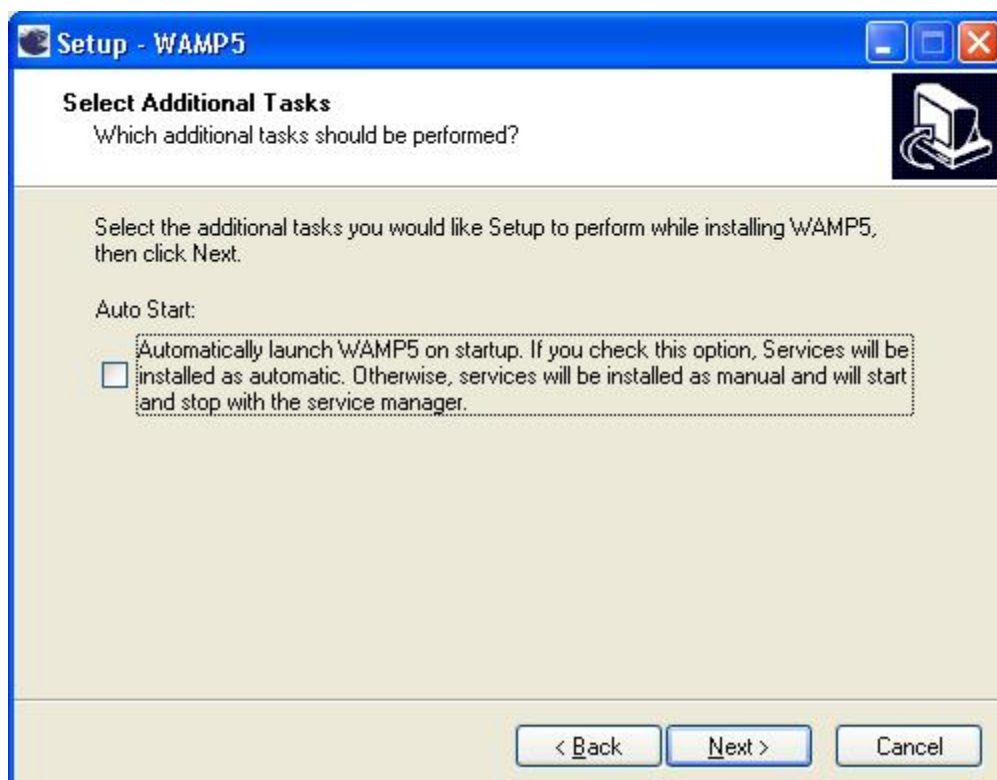 Setup - WAMP5
Select Additional Tasks
Which additional tasks should be performed?
Select the additional tasks you would like Setup to perform while installing WAMP5,
then click Next.
Auto Start:
Automatically launch WAMP5 on startup. If you check this option, Services will be
installed as automatic. Otherwise, services will be installed as manual and will start
and stop with the service manager.
< Back
Next >
Cancel